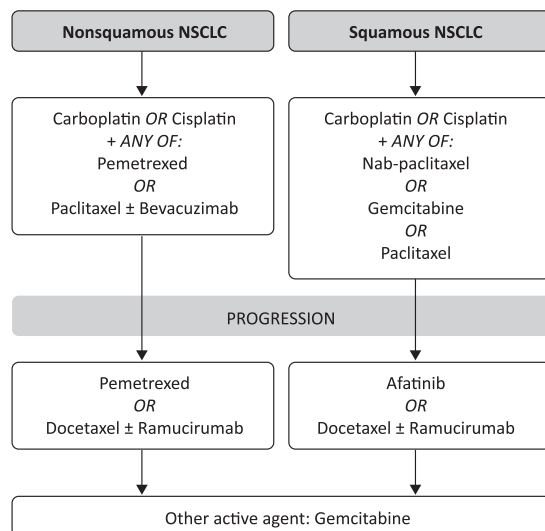 Nonsquamous NSCLC
Carboplatin OR Cisplatin
+ ANY OF:
Pemetrexed
OR
Paclitaxel ± Bevacuzimab
Squamous NSCLC
Carboplatin OR Cisplatin
+ ANY OF:
Nab-paclitaxel
OR
Gemcitabine
OR
Paclitaxel
PROGRESSION
Pemetrexed
OR
Docetaxel ± Ramucirumab
Afatinib
OR
Docetaxel ± Ramucirumab
Other active agent: Gemcitabine